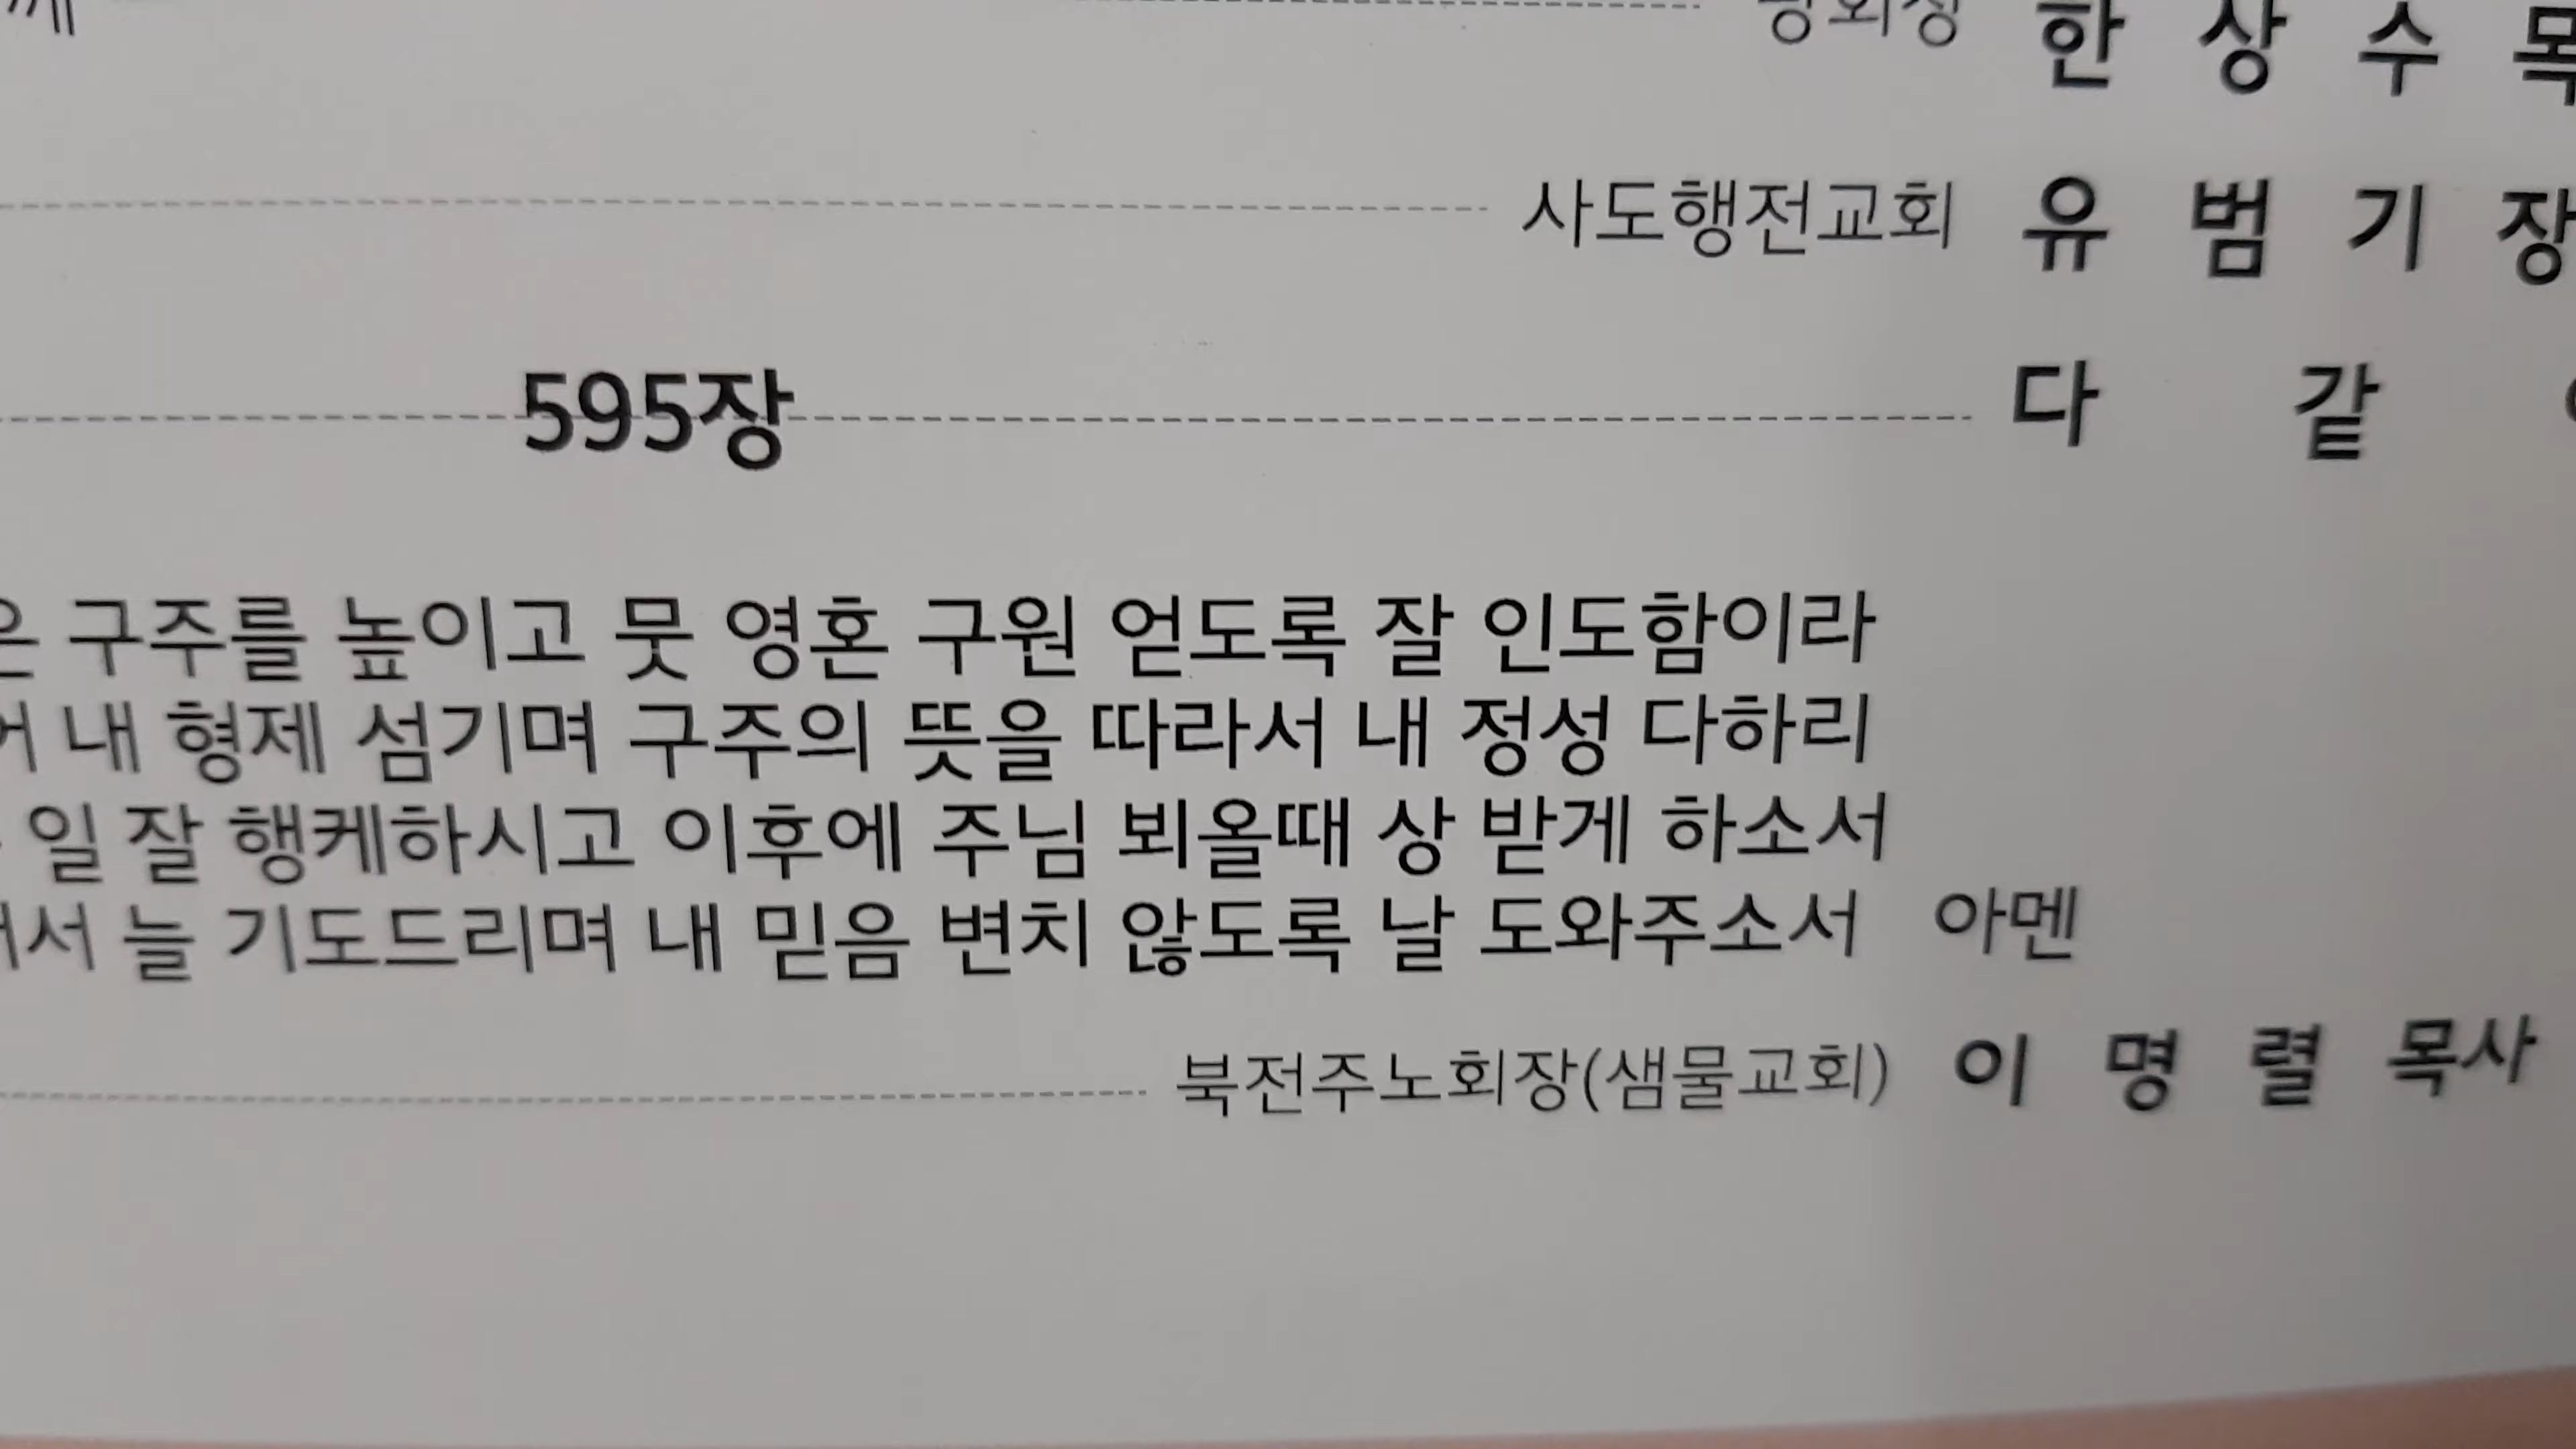 한 상 수
사도행전교회 유 범 기 장
595장 다 같
구주를 높이고 뭇 영혼 구원 얻도록 잘 인도함이라
내 형제 섬기며 구주의 뜻을 따라서 내 정성 다하리
일 잘 행케하시고 이후에 주님 뵈올때 상 받게 하소서
늘 기도드리며 내 믿음 변치 않도록 날 도와주소서 아멘
북전주노회장(샘물교회) 이 명 렬 목사